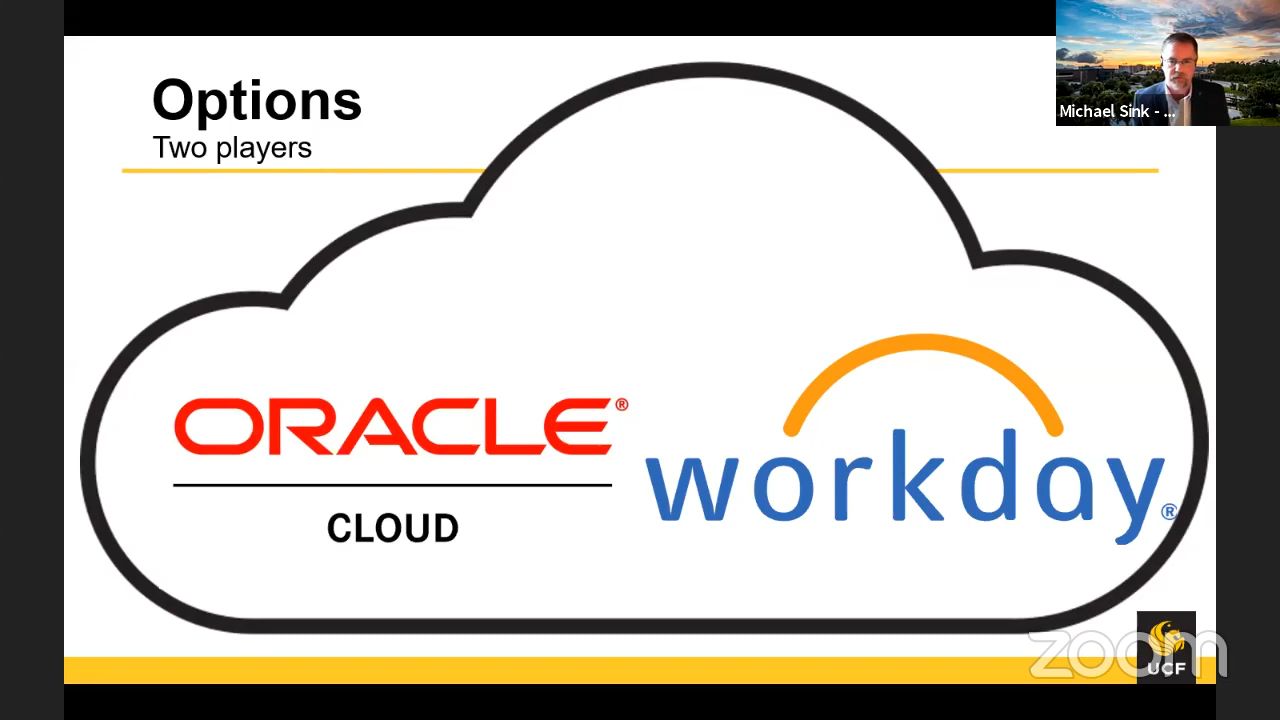 Options
Two players
Michael Sink - ...
ORACLE®
CLOUD
workday®
zoom
UCF